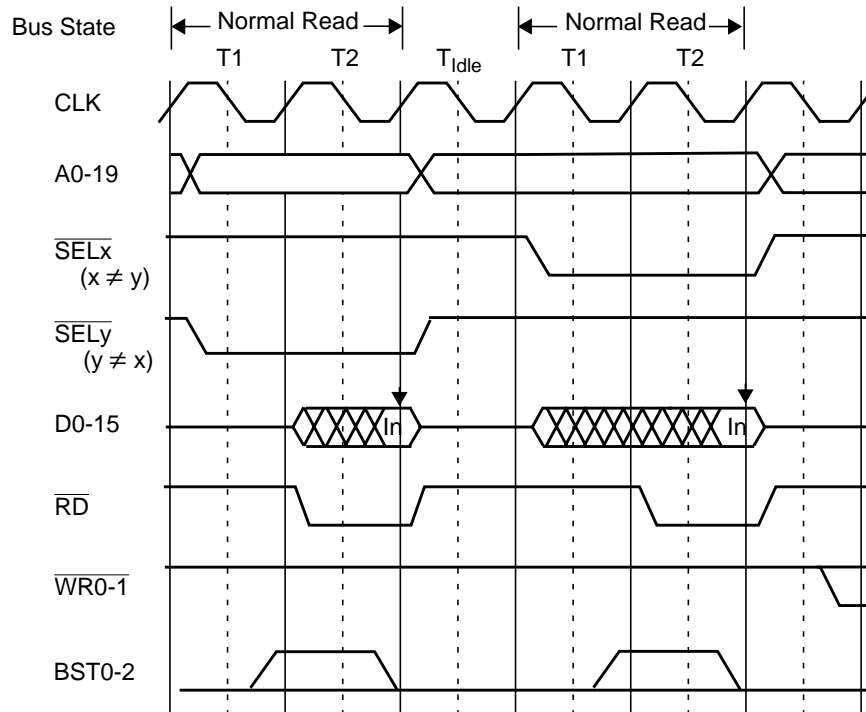 Bus State
Normal Read
Normal Read
T1
T2
TIdle
T1
T2
CLK
A0-19
SELx
(x ≠ y)
SELy
(y ≠ x)
D0-15
In
In
RD
WR0-1
BST0-2